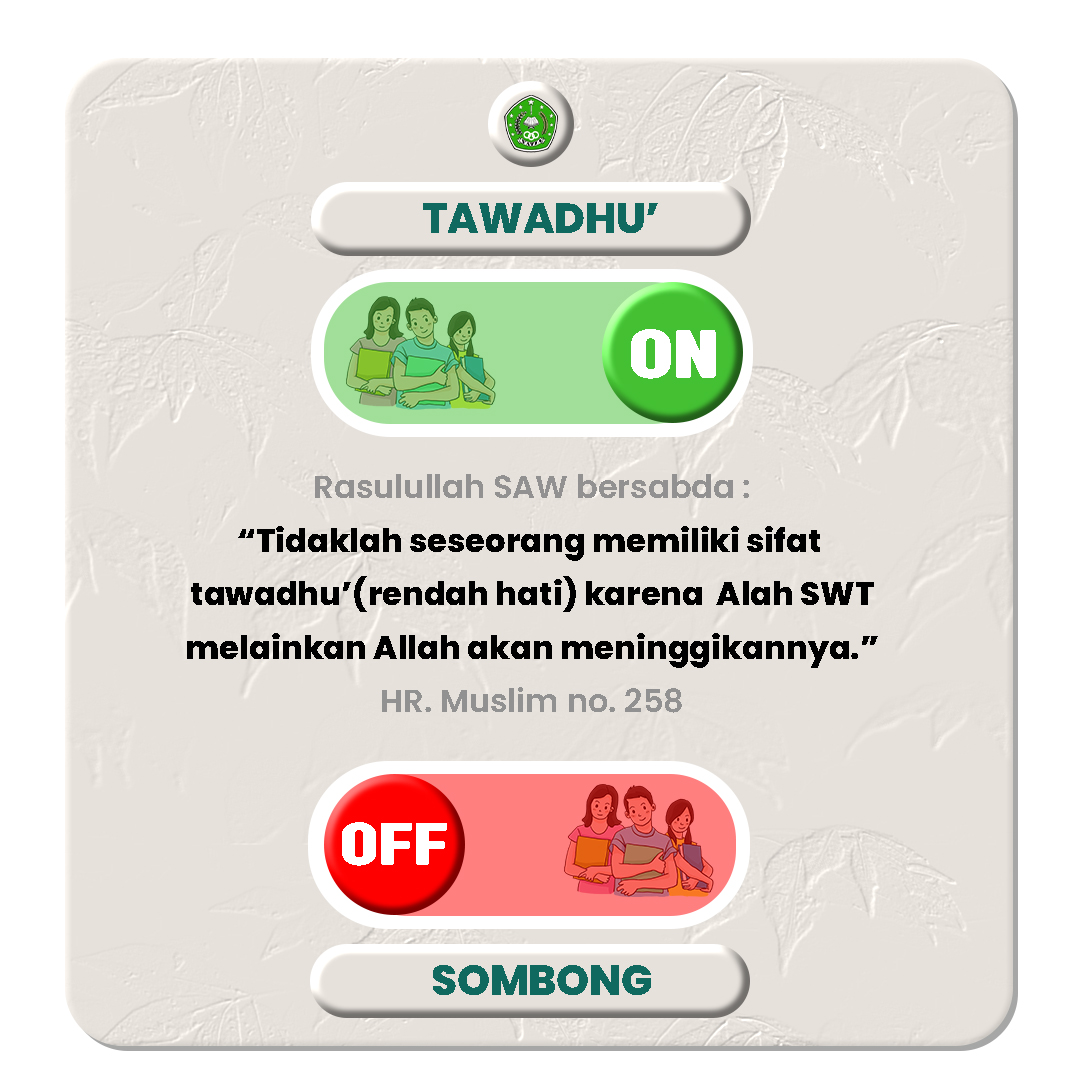 TAWADHU’
ON
Rasulullah SAW bersabda :
“Tidaklah seseorang memiliki sifat
tawadhu’(rendah hati) karena Alah SWT
melainkan Allah akan meninggikannya.”
HR. Muslim no. 258
OFF
SOMBONG